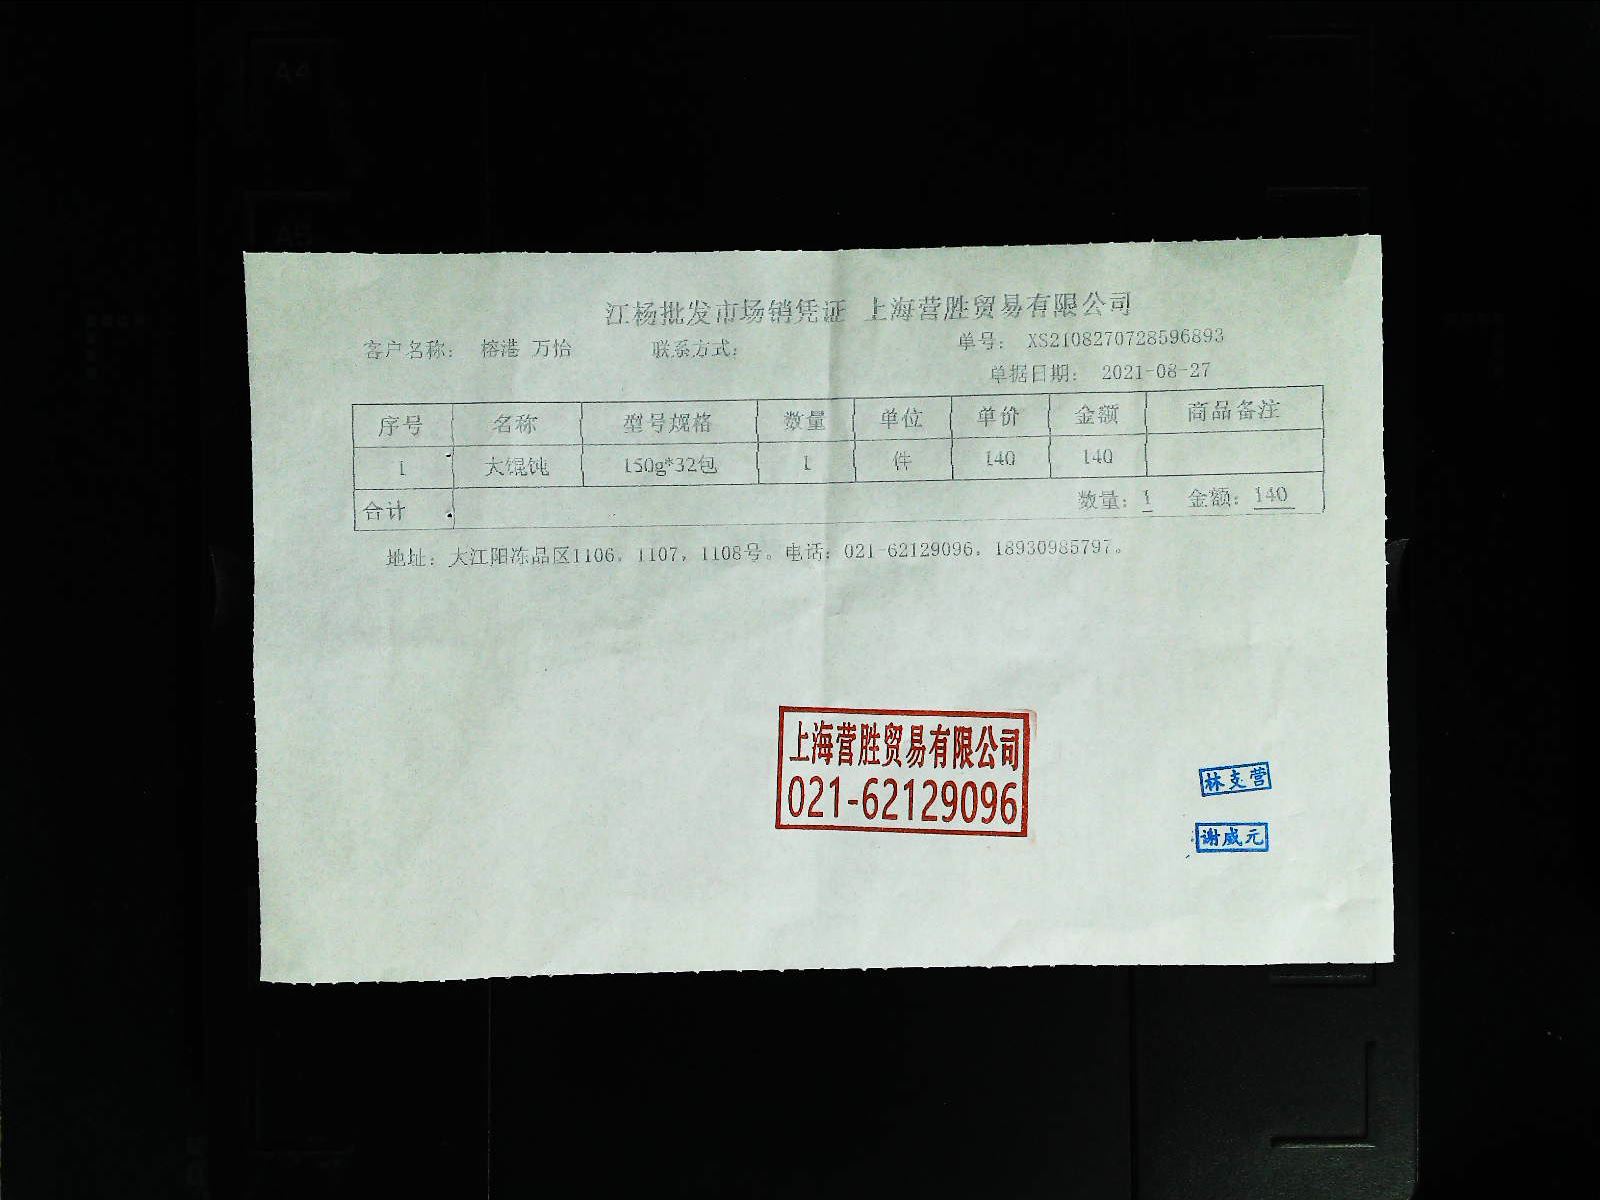 江杨批发市场销凭证 上海营胜贸易有限公司
客户名称： 榕港 万怡 联系方式： 单号： XS2108270728596893
单据日期： 2021-08-27
序号 名称 型号规格 数量 单位 单价 金额 商品备注
1 大馄饨 150g*32包 1 件 140 140
合计 数量：1 金额：140
地址：大江阳冻品区1106，1107，1108号。电话：021-62129096，18930985797。
上海营胜贸易有限公司
021-62129096
林支营
谢威元
A4
A5